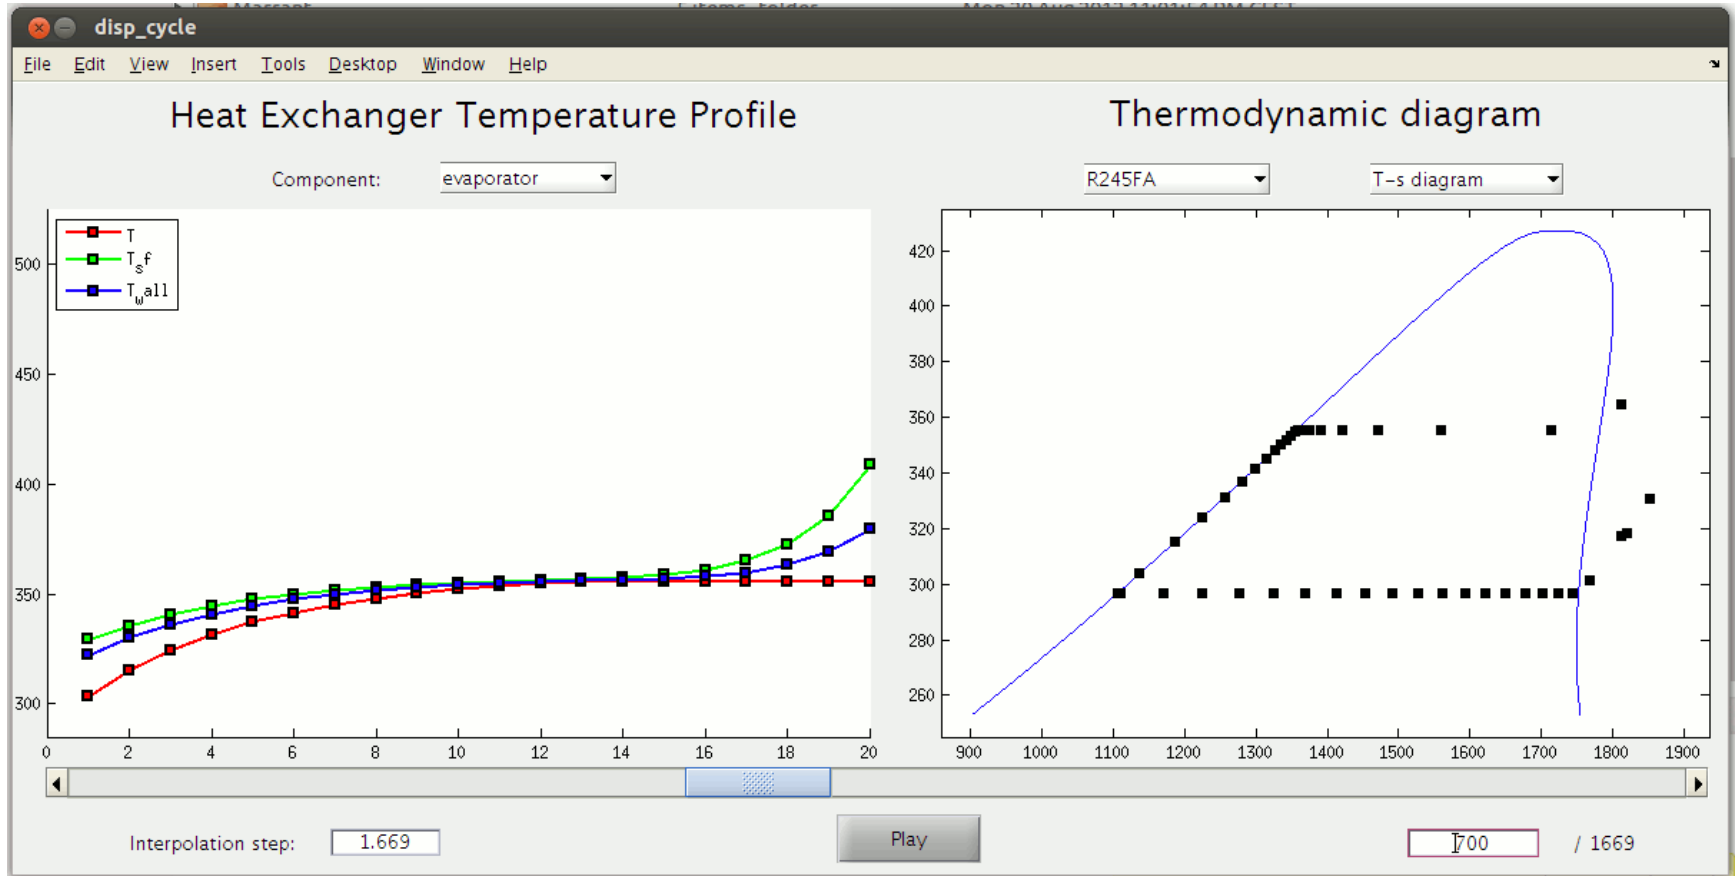 disp_cycle
File Edit View Insert Tools Desktop Window Help
Heat Exchanger Temperature Profile
Thermodynamic diagram
Component: evaporator
R245FA T-s diagram
T
T_sf
T_wall
500
450
400
350
300
0 2 4 6 8 10 12 14 16 18 20
420
400
380
360
340
320
300
280
260
900 1000 1100 1200 1300 1400 1500 1600 1700 1800 1900
Interpolation step: 1.669
Play
700 / 1669